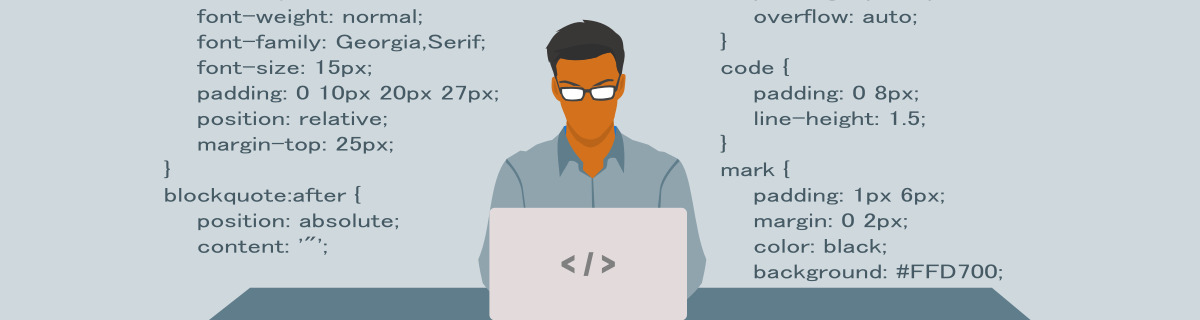 font-weight: normal;
font-family: Georgia,Serif;
font-size: 15px;
padding: 0 10px 20px 27px;
position: relative;
margin-top: 25px;
}
blockquote:after {
position: absolute;
content: '"';
</>
overflow: auto;
}
code {
padding: 0 8px;
line-height: 1.5;
}
mark {
padding: 1px 6px;
margin: 0 2px;
color: black;
background: #FFD700;